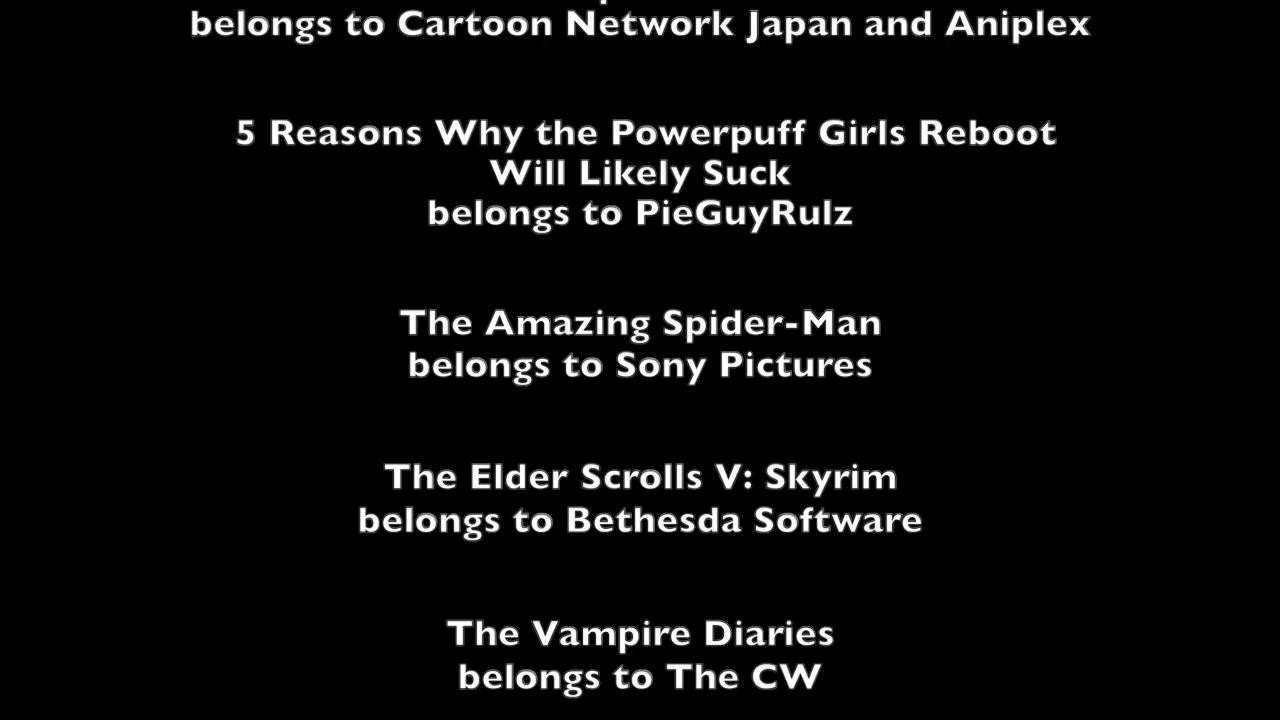 belongs to Cartoon Network Japan and Aniplex
5 Reasons Why the Powerpuff Girls Reboot
Will Likely Suck
belongs to PieGuyRulz
The Amazing Spider-Man
belongs to Sony Pictures
The Elder Scrolls V: Skyrim
belongs to Bethesda Software
The Vampire Diaries
belongs to The CW